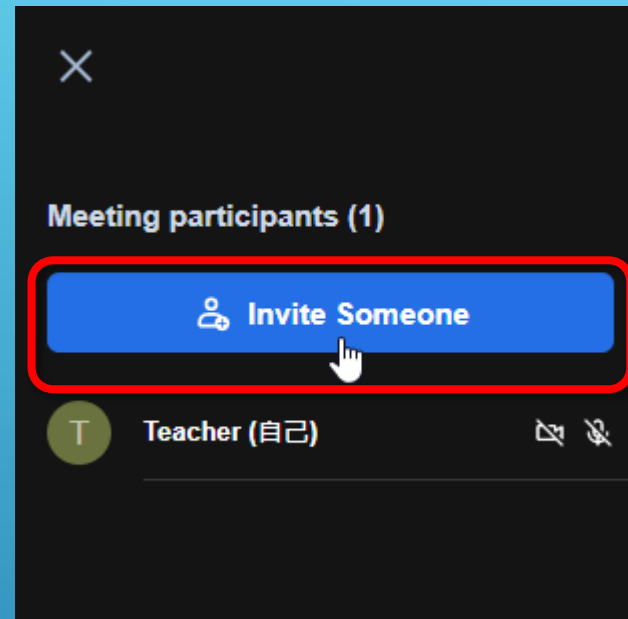 Meeting participants (1)
Invite Someone
T
Teacher (自己)